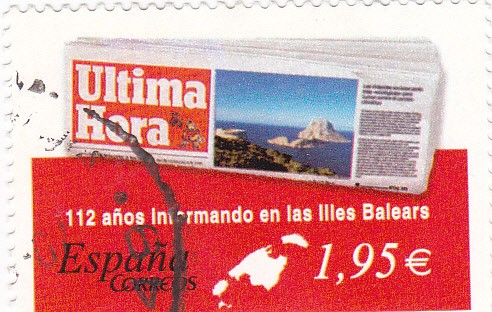 Ultima
Hora
112 años informando en las Illes Balears
España
CORREOS
1,95 €